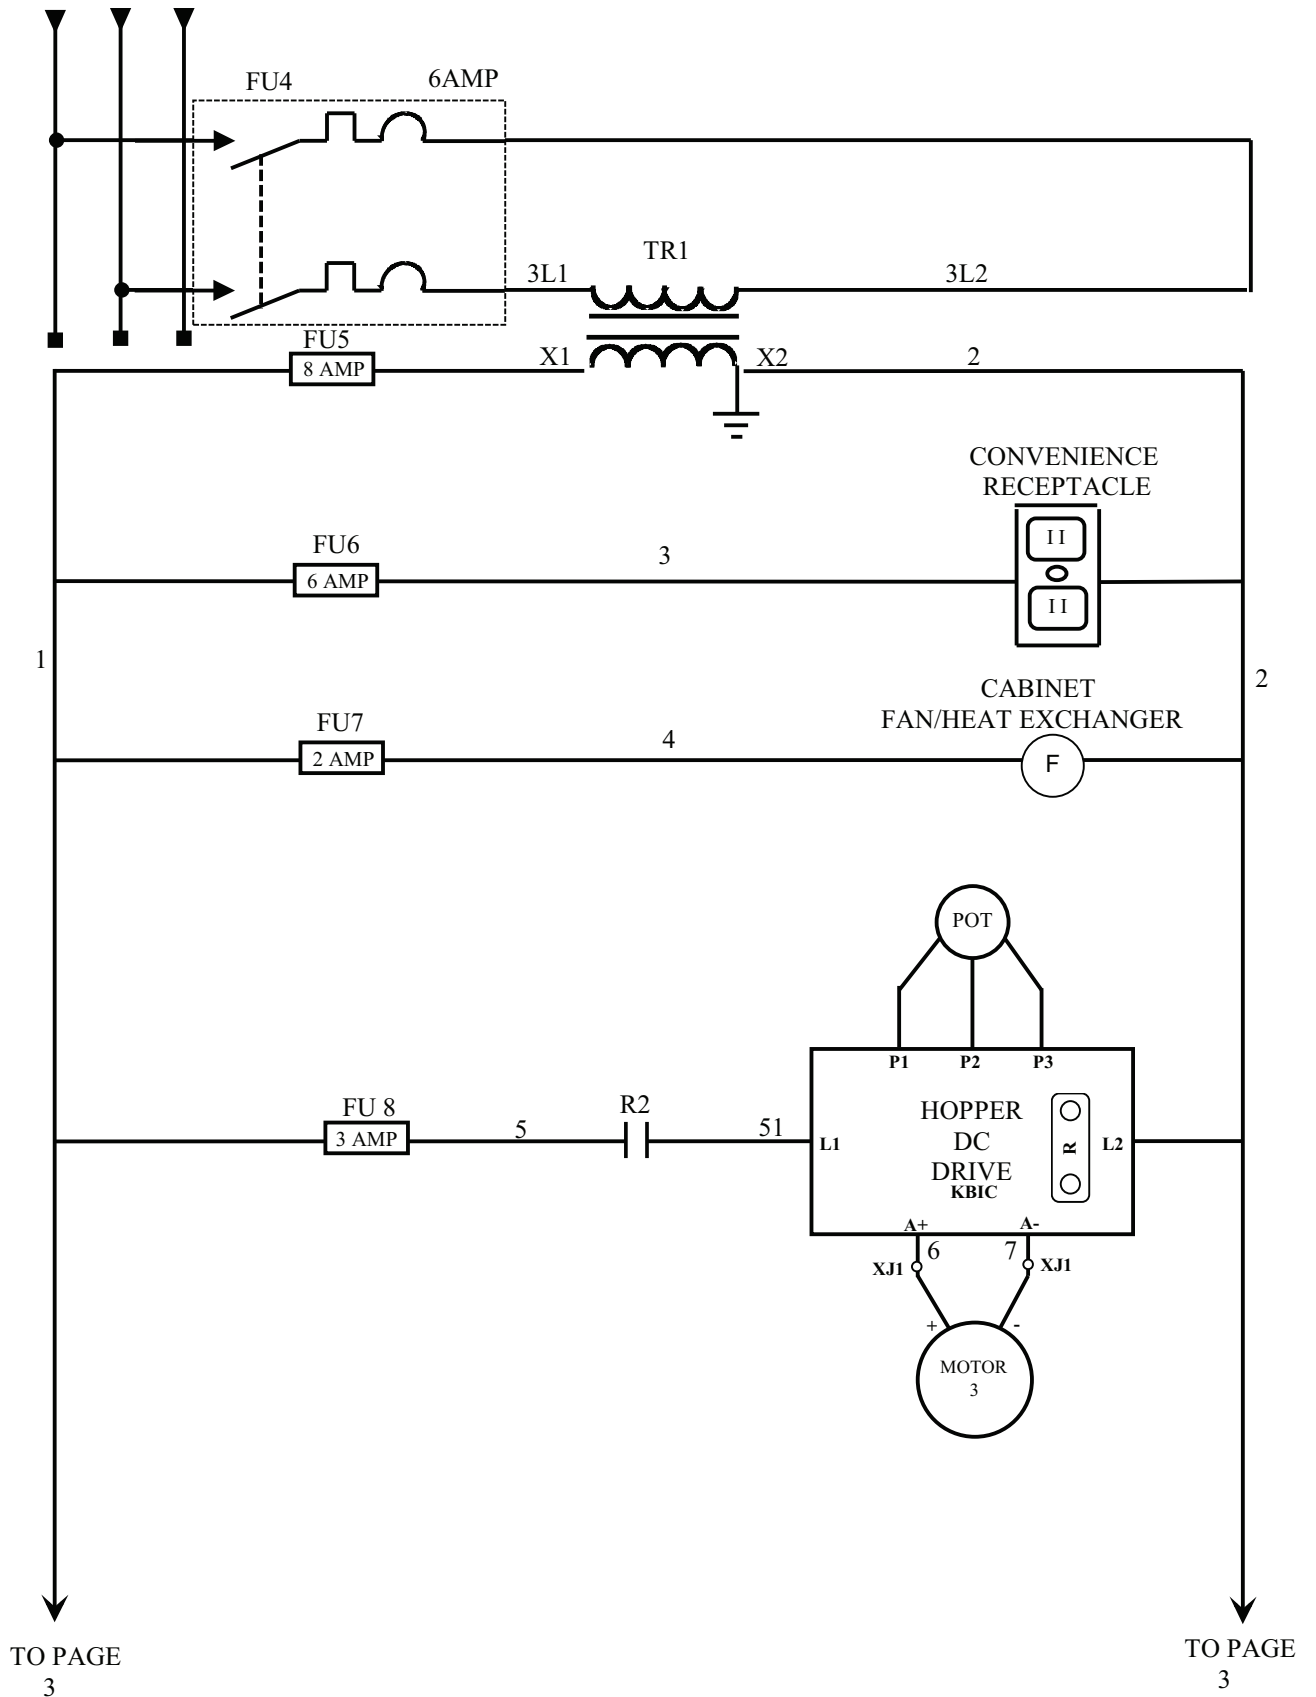 FU4
6AMP
TR1
3L1
3L2
FU5
8 AMP
X1
X2
2
CONVENIENCE
RECEPTACLE
I I
I I
FU6
6 AMP
3
1
2
CABINET
FAN/HEAT EXCHANGER
FU7
2 AMP
4
F
POT
P1
P2
P3
FU 8
3 AMP
5
R2
51
L1
HOPPER
DC
DRIVE
KBIC
R
L2
A+
A-
6
7
XJ1
XJ1
+
-
MOTOR
3
TO PAGE
3
TO PAGE
3